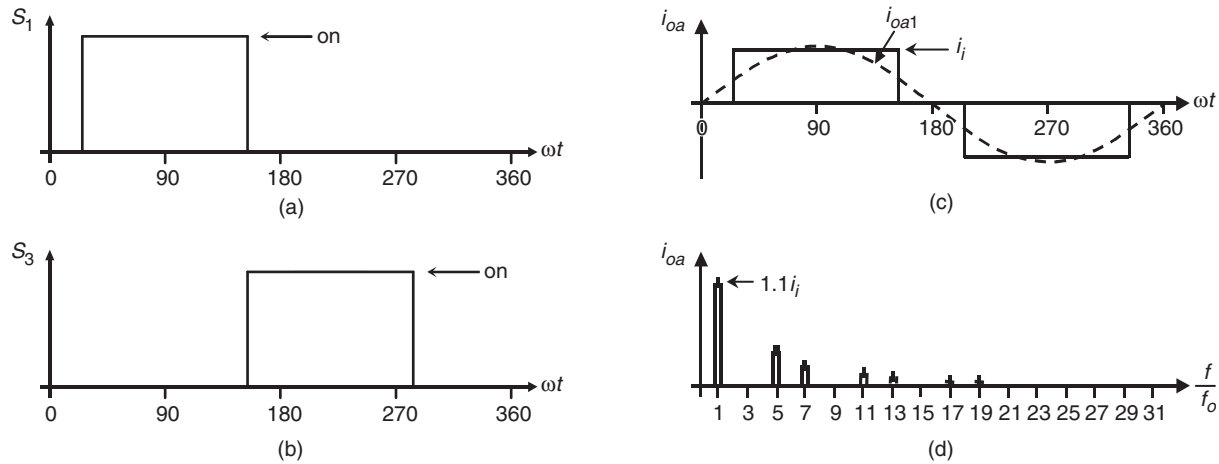 S1
on
ωt
0 90 180 270 360
(a)
S3
on
ωt
0 90 180 270 360
(b)
ioa
ioa1
ii
ωt
0 90 180 270 360
(c)
ioa
1.1ii
f
fo
1 3 5 7 9 11 13 15 17 19 21 23 25 27 29 31
(d)